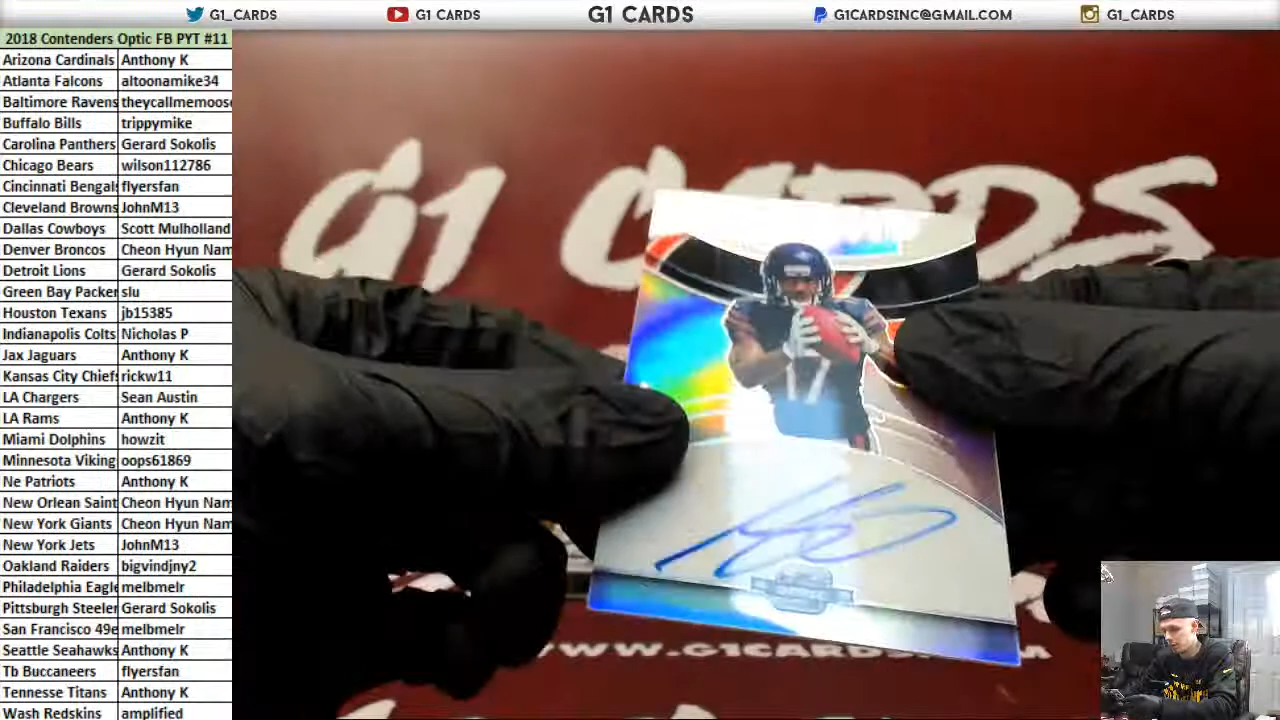 G1_CARDS
G1 CARDS
G1 CARDS
G1CARDSINC@GMAIL.COM
G1_CARDS
2018 Contenders Optic FB PYT #11
Arizona Cardinals Anthony K
Atlanta Falcons altoonamike34
Baltimore Ravens theycallmemoose
Buffalo Bills trippymike
Carolina Panthers Gerard Sokolis
Chicago Bears wilson112786
Cincinnati Bengals flyersfan
Cleveland Browns JohnM13
Dallas Cowboys Scott Mulholland
Denver Broncos Cheon Hyun Nam
Detroit Lions Gerard Sokolis
Green Bay Packer slu
Houston Texans jb15385
Indianapolis Colts Nicholas P
Jax Jaguars Anthony K
Kansas City Chiefs rickw11
LA Chargers Sean Austin
LA Rams Anthony K
Miami Dolphins howzit
Minnesota Viking oops61869
Ne Patriots Anthony K
New Orlean Saint Cheon Hyun Nam
New York Giants Cheon Hyun Nam
New York Jets JohnM13
Oakland Raiders bigvindjny2
Philadelphia Eagle melbmelr
Pittsburgh Steeler Gerard Sokolis
San Francisco 49e melbmelr
Seattle Seahawks Anthony K
Tb Buccaneers flyersfan
Tennesse Titans Anthony K
Wash Redskins amplified
G1 CARDS
17
WWW.G1CARDS